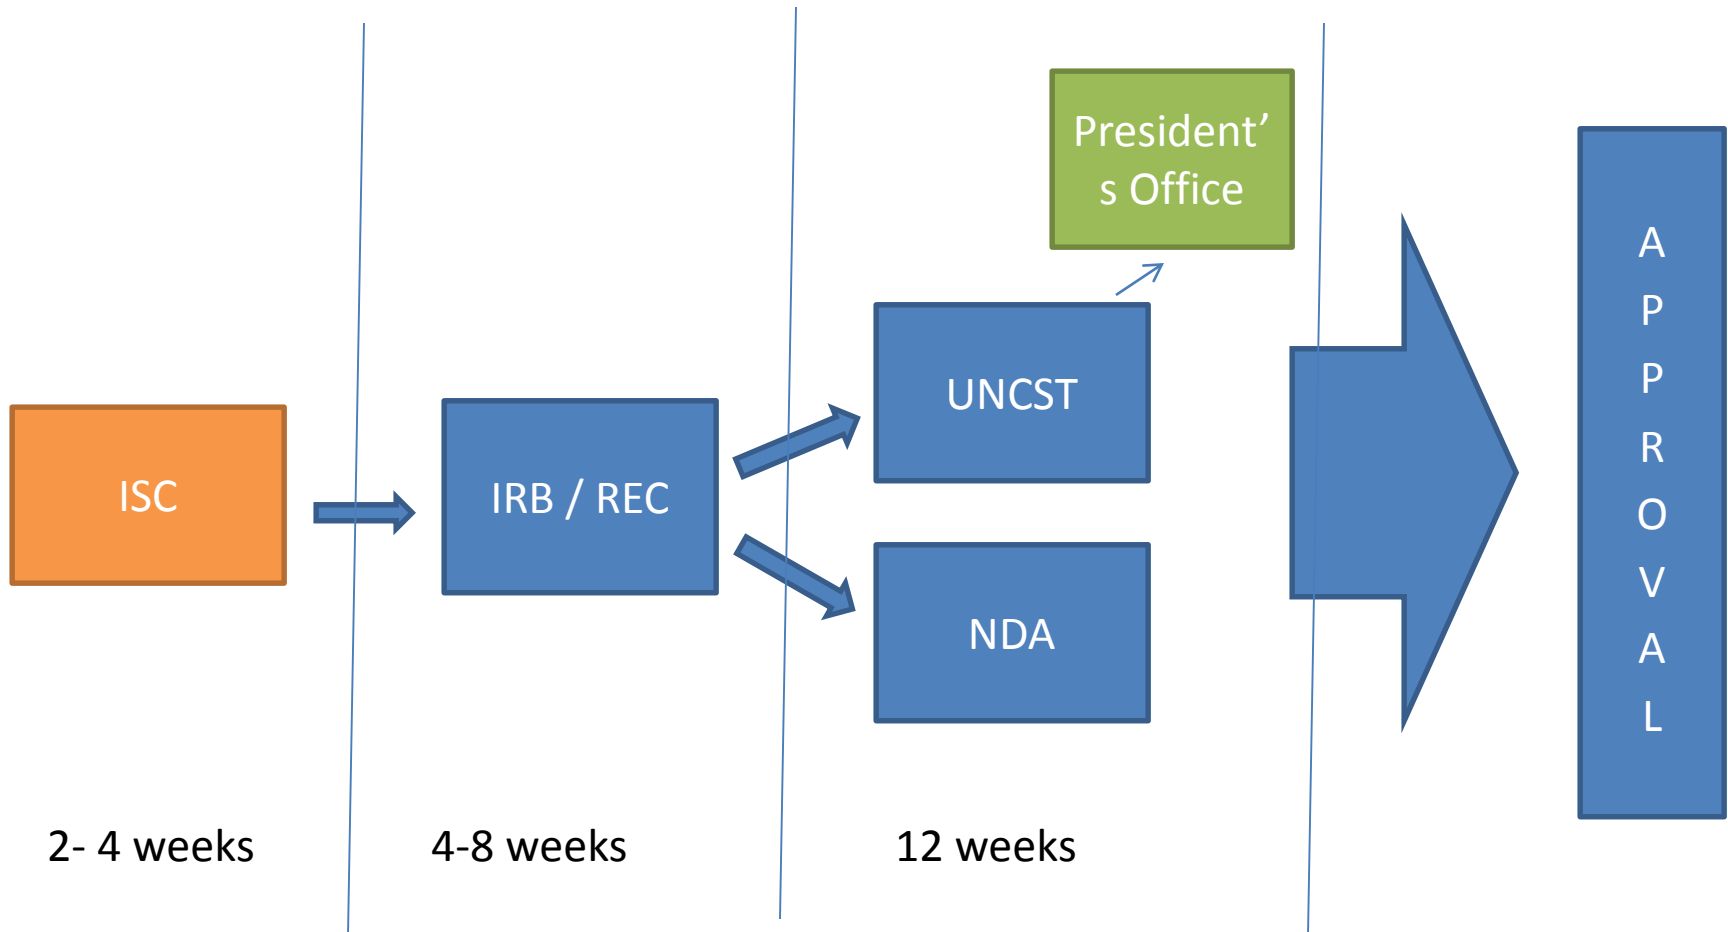 ISC
2- 4 weeks
IRB / REC
4-8 weeks
President’
s Office
UNCST
NDA
12 weeks
A
P
P
R
O
V
A
L